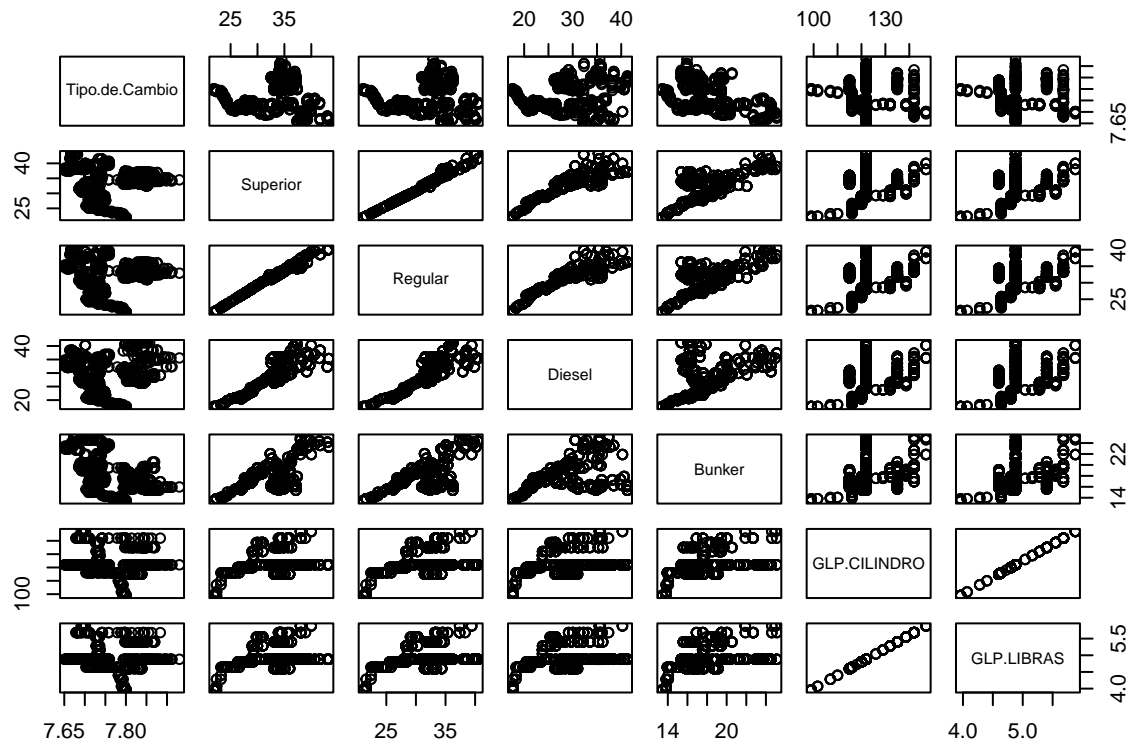 25 35
20 30 40
100 130
Tipo.de.Cambio
7.65
25 40
Superior
Regular
25 40
20 40
Diesel
Bunker
14 22
100
GLP.CILINDRO
GLP.LIBRAS
4.0 5.5
7.65 7.80
25 35
14 20
4.0 5.0